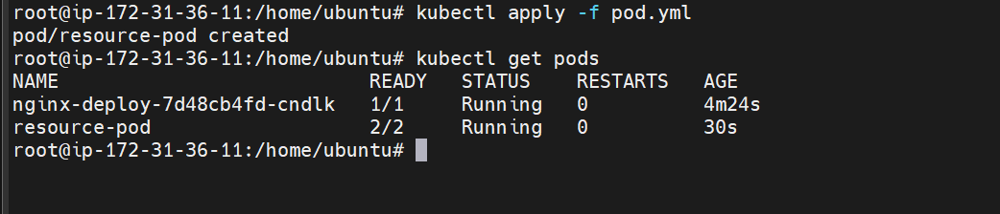 root@ip-172-31-36-11:/home/ubuntu# kubectl apply -f pod.yml
pod/resource-pod created
root@ip-172-31-36-11:/home/ubuntu# kubectl get pods
NAME                            READY   STATUS    RESTARTS   AGE
nginx-deploy-7d48cb4fd-cndlk   1/1     Running   0          4m24s
resource-pod                    2/2     Running   0          30s
root@ip-172-31-36-11:/home/ubuntu#